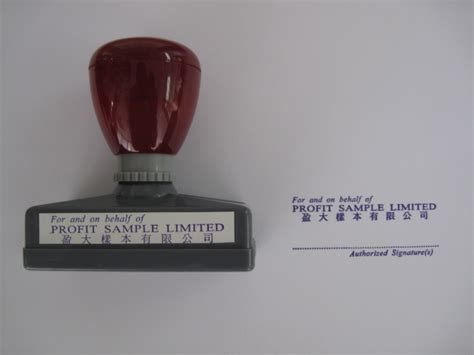 For and on behalf of
PROFIT SAMPLE LIMITED
盈大樣本有限公司
For and on behalf of
PROFIT SAMPLE LIMITED
盈大樣本有限公司
Authorized Signature(s)